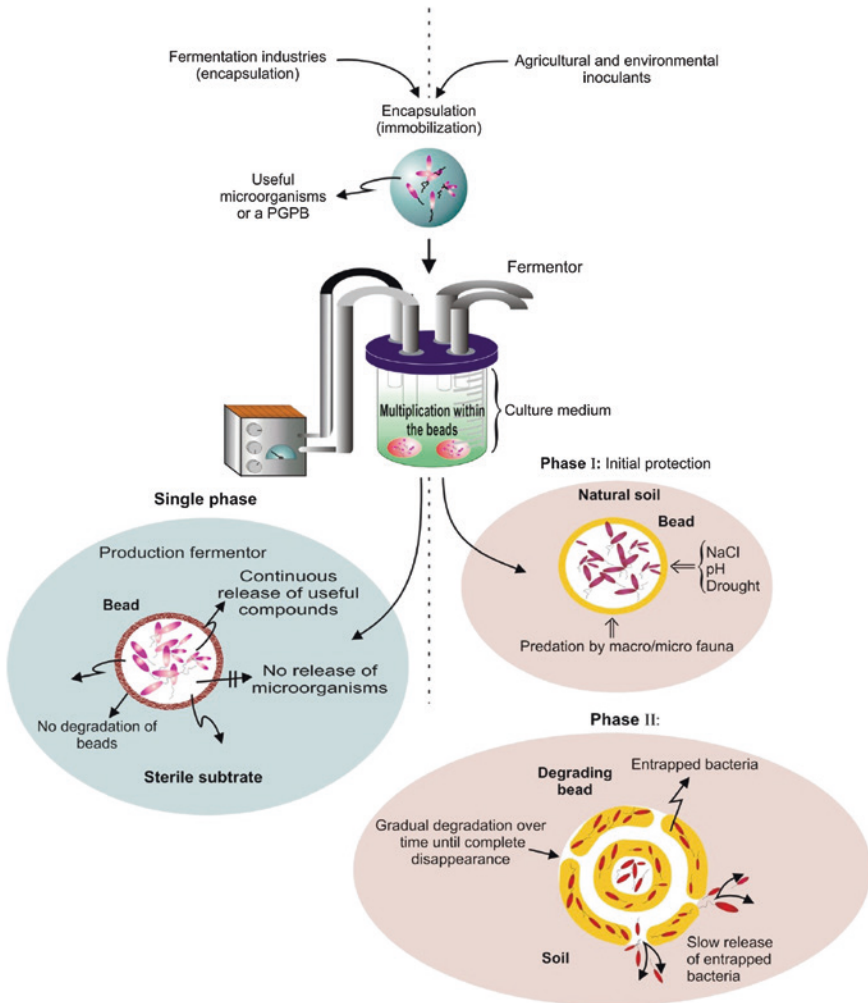 Fermentation industries
(encapsulation)
Agricultural and environmental
inoculants
Encapsulation
(immobilization)
Useful
microorganisms
or a PGPB
Fermentor
Multiplication within
the beads
Culture medium
Single phase
Production fermentor
Bead
Continuous
release of useful
compounds
No release of
microorganisms
No degradation of
beads
Sterile subtrate
Phase I: Initial protection
Natural soil
Bead
NaCl
pH
Drought
Predation by macro/micro fauna
Phase II:
Degrading
bead
Entrapped bacteria
Gradual degradation over
time until complete
disappearance
Soil
Slow release
of entrapped
bacteria